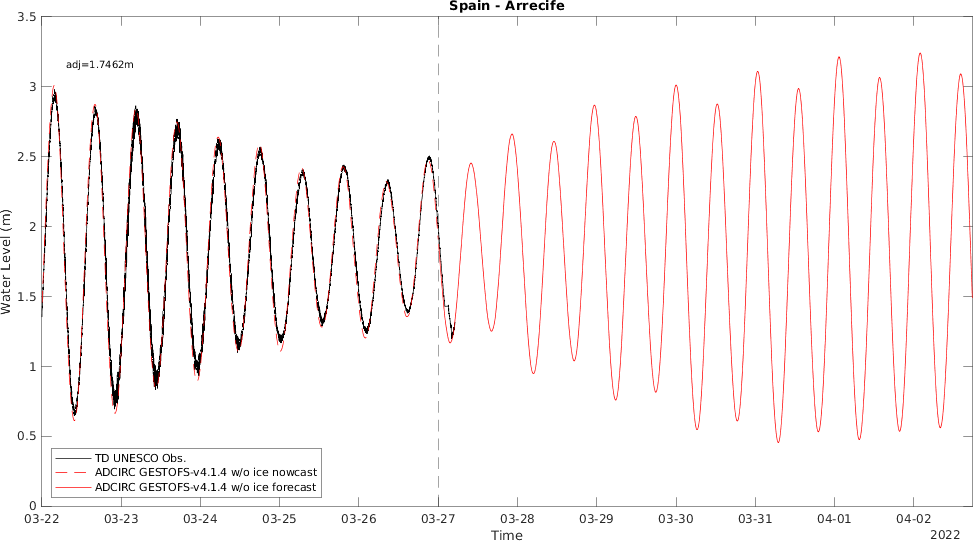 Spain - Arrecife
adj=1.7462m
Water Level (m)
3.5
3
2.5
2
1.5
1
0.5
0
TD UNESCO Obs.
ADCIRC GESTOFS-v4.1.4 w/o ice nowcast
ADCIRC GESTOFS-v4.1.4 w/o ice forecast
03-22 03-23 03-24 03-25 03-26 03-27 03-28 03-29 03-30 03-31 04-01 04-02
Time
2022